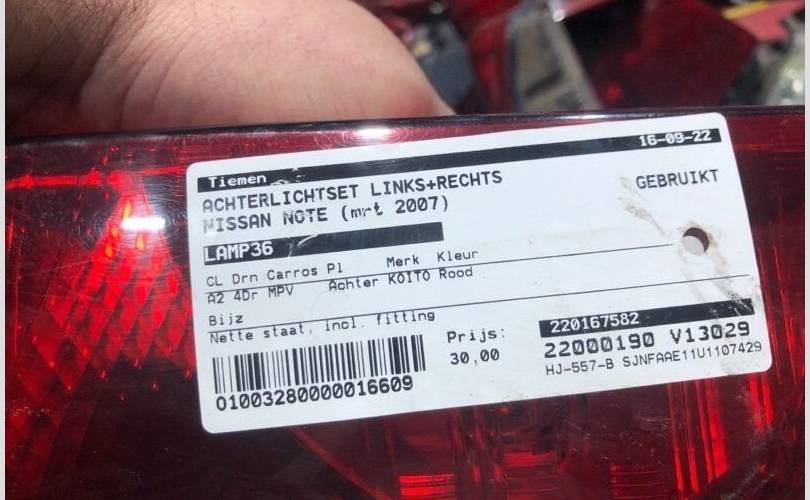 Tiemen 16-09-22
ACHTERLICHTSET LINKS+RECHTS GEBRUIKT
NISSAN NOTE (mrt 2007)
LAMP36
CL Drn Carros Pl Merk Kleur
A2 4Dr MPV Achter KOITO Rood
Bijz
Nette staat, incl. fitting
Prijs: 220167582
30,00 22000190 V13029
HJ-557-B SJNFAAE11U1107429
01003280000016609